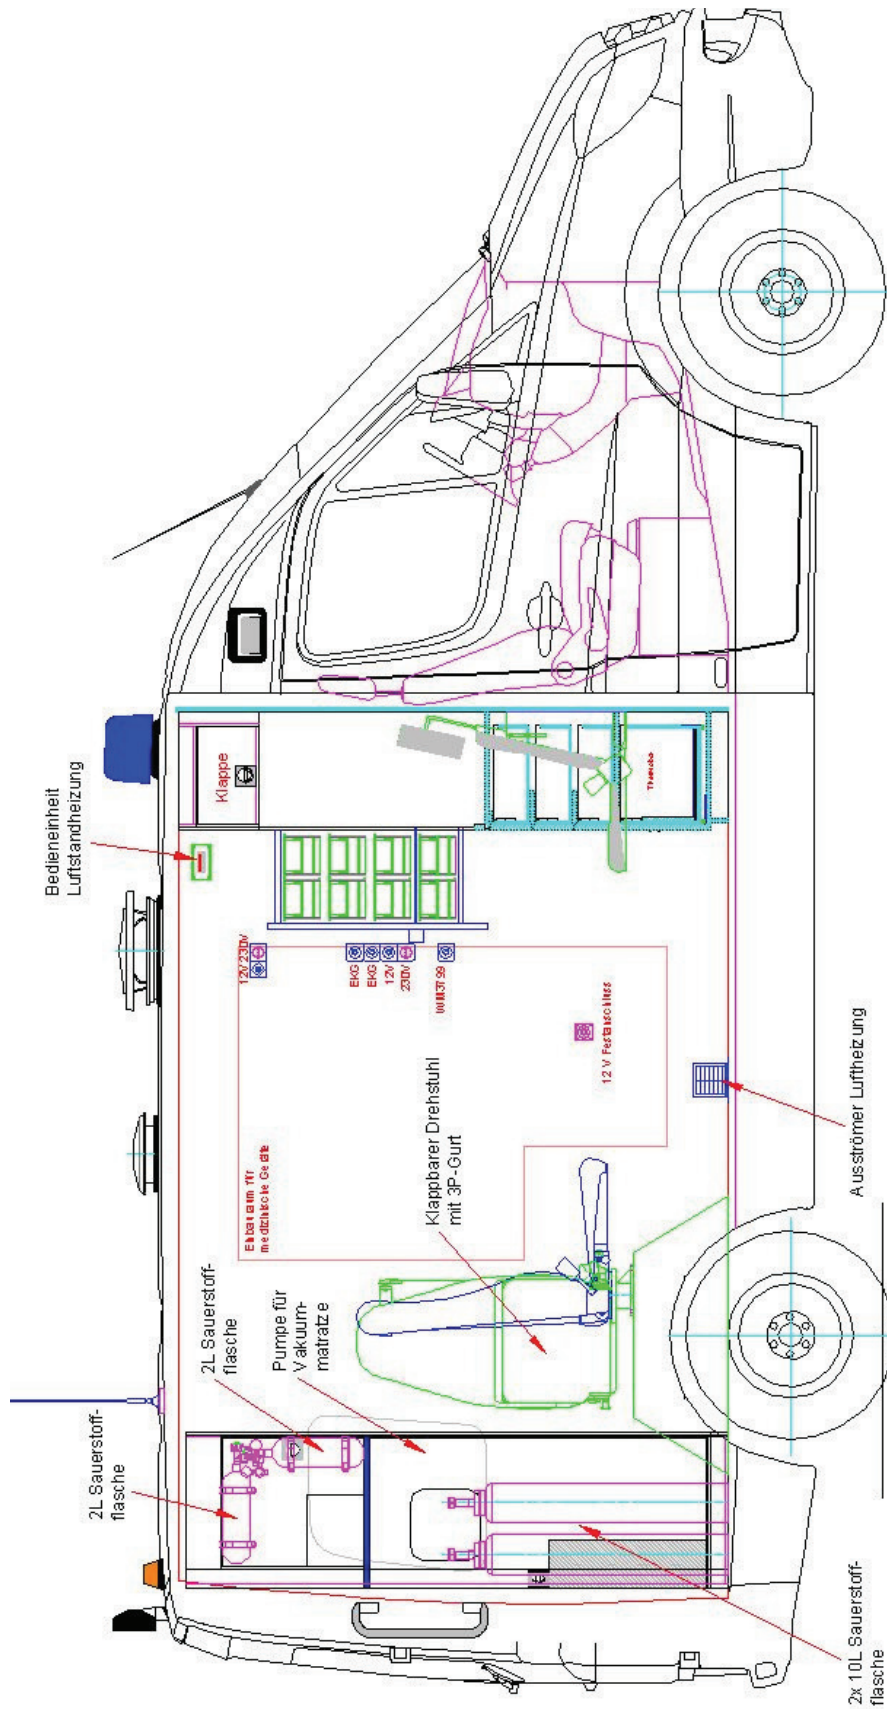 Bedieneinheit
Luftstandheizung
Klappe
Thermobox
12V 230V
EKG
EKG
12V
230V
WM3799
12 V Festanschluss
Einbauraum für
medizinische Geräte
Klappbarer Drehstuhl
mit 3P-Gurt
Ausströmer Luftheizung
2L Sauerstoff-
flasche
Pumpe für
Vakuum-
matratze
2L Sauerstoff-
flasche
2x 10L Sauerstoff-
flasche